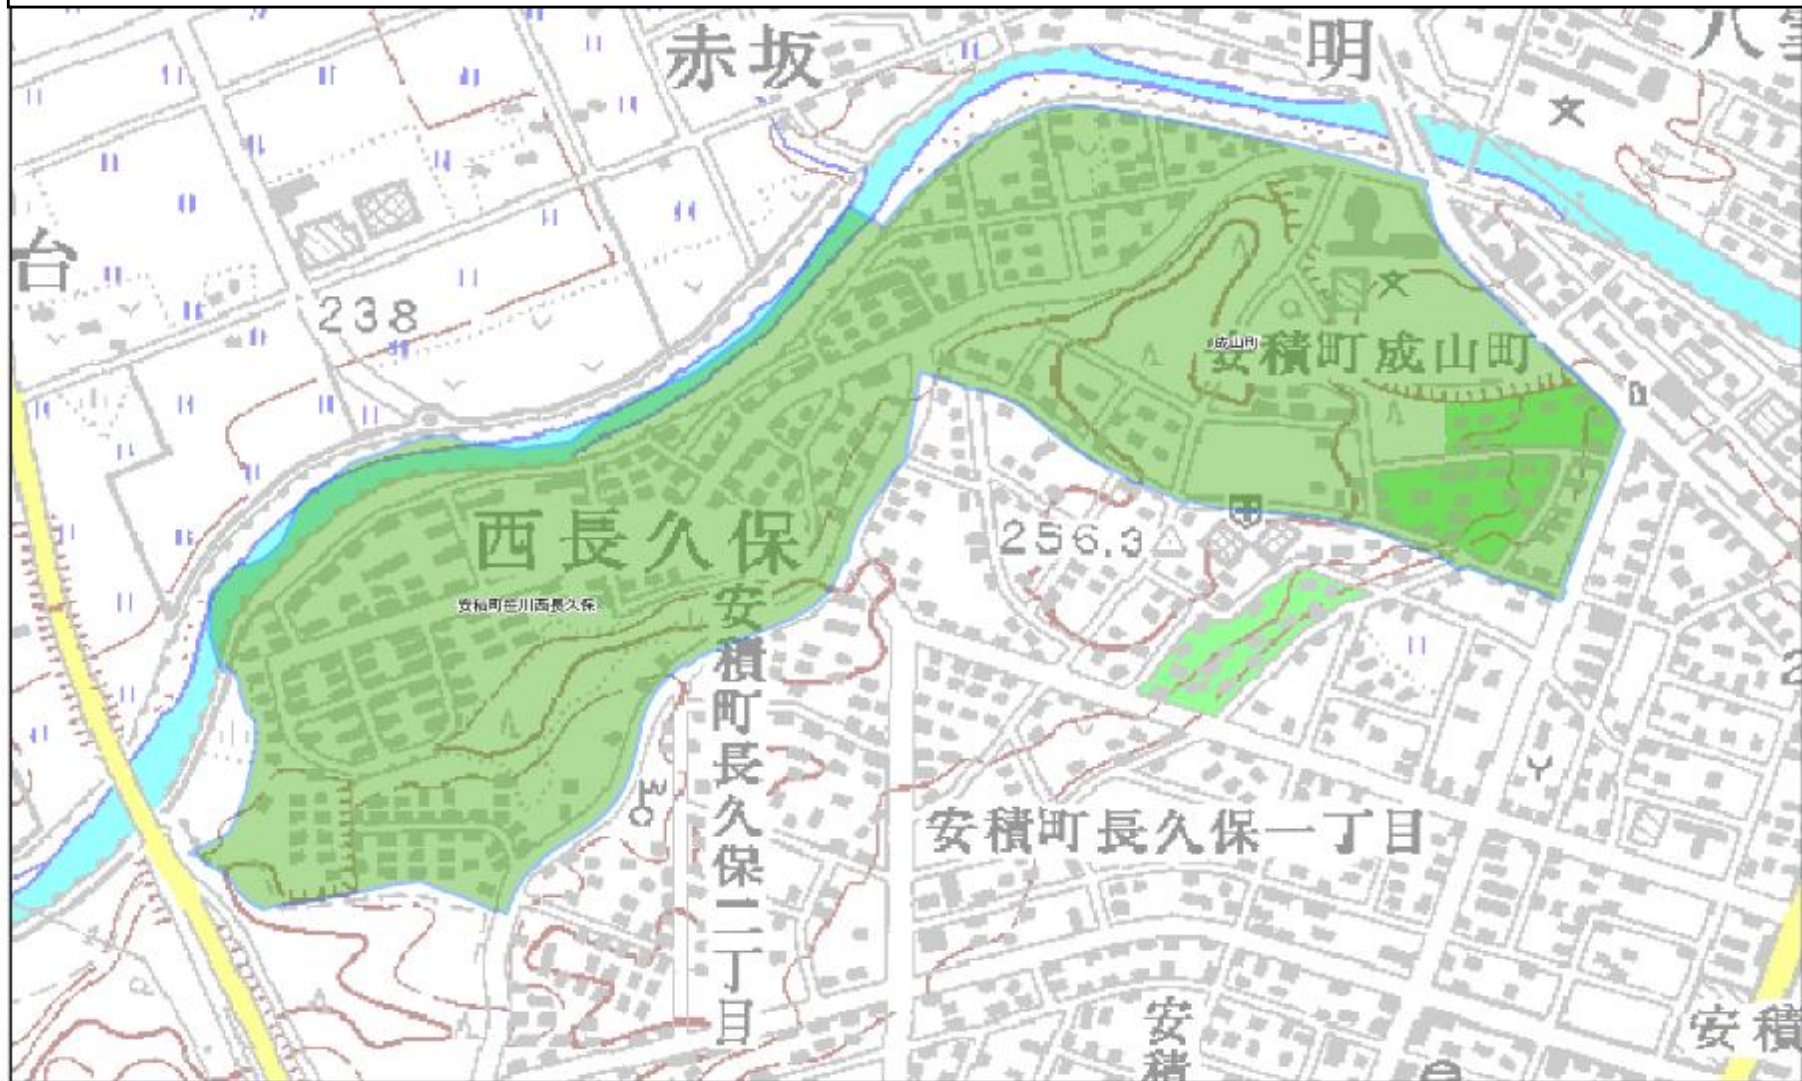 赤坂
明
八
台
238
安積町成山町
成山町
西長久保
256.3
安積町笹川西長久保
安積町長久保二丁目
安積町長久保一丁目
安積
安積